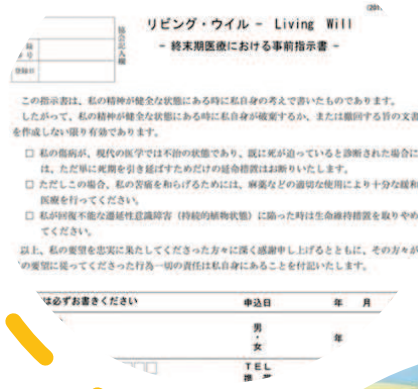 (201
リビング・ウイル － Living Will
－ 終末期医療における事前指示書 －
協会記入欄
録
番号
登録日
この指示書は、私の精神が健全な状態にある時に私自身の考えで書いたものであります。
したがって、私の精神が健全な状態にある時に私自身が破棄するか、または撤回する旨の文書
を作成しない限り有効であります。
□ 私の傷病が、現代の医学では不治の状態であり、既に死が迫っていると診断された場合に
は、ただ単に死期を引き延ばすためだけの延命措置はお断りいたします。
□ ただしこの場合、私の苦痛を和らげるためには、麻薬などの適切な使用により十分な緩和
医療を行ってください。
□ 私が回復不能な遷延性意識障害（持続的植物状態）に陥った時は生命維持措置を取りやめ
てください。
以上、私の要望を忠実に果たしてくださった方々に深く感謝申し上げるとともに、その方々が
の要望に従ってくださった行為一切の責任は私自身にあることを付記いたします。
は必ずお書きください 申込日 年 月
男・女 年
TEL
携